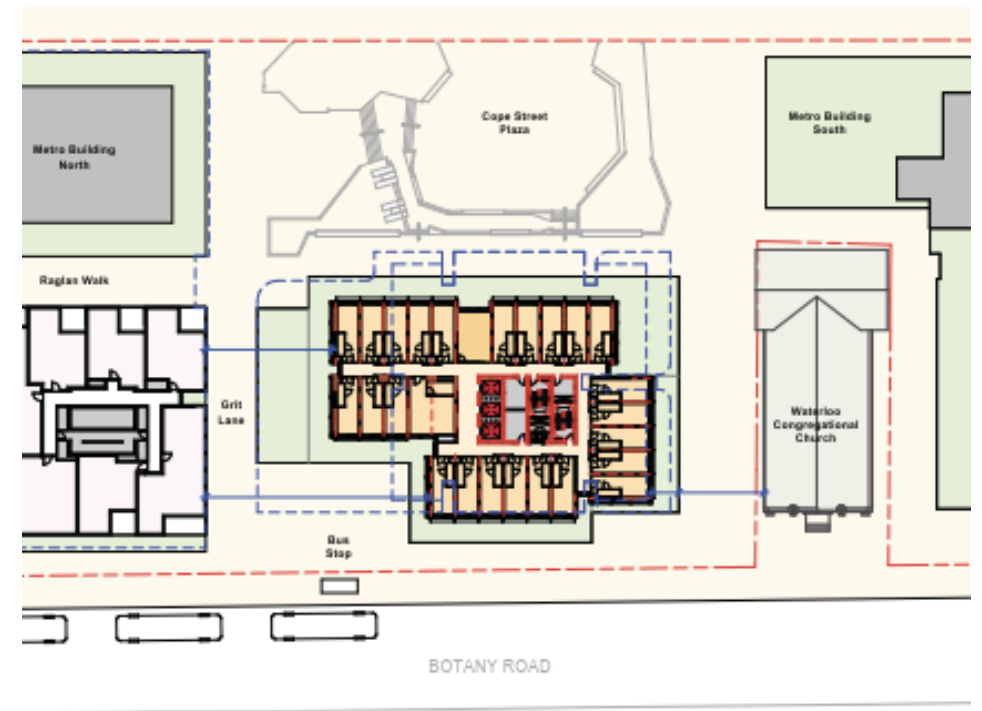 Cope Street
Plaza
Metro Building
South
Metro Building
North
Raglan Walk
Grit
Lane
Waterloo
Congregational
Church
Bus
Stop
BOTANY ROAD